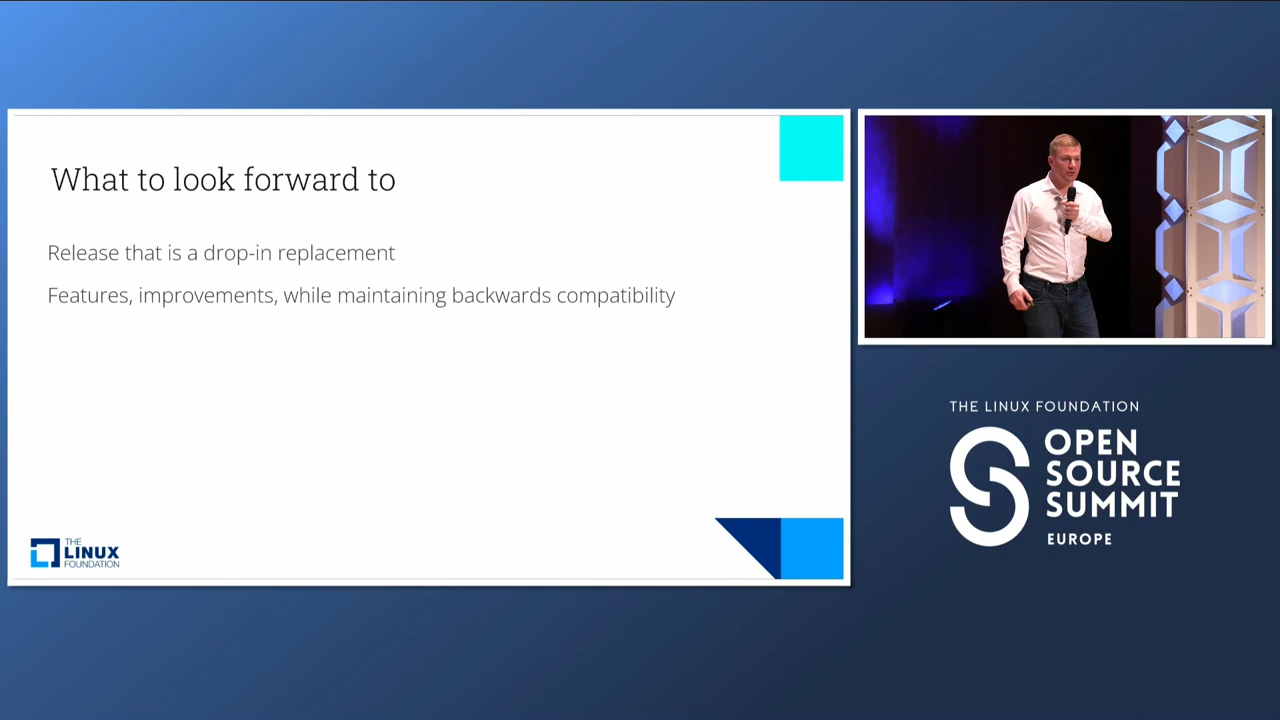 What to look forward to
Release that is a drop-in replacement
Features, improvements, while maintaining backwards compatibility
THE
LINUX
FOUNDATION
THE LINUX FOUNDATION
OPEN
SOURCE
SUMMIT
EUROPE